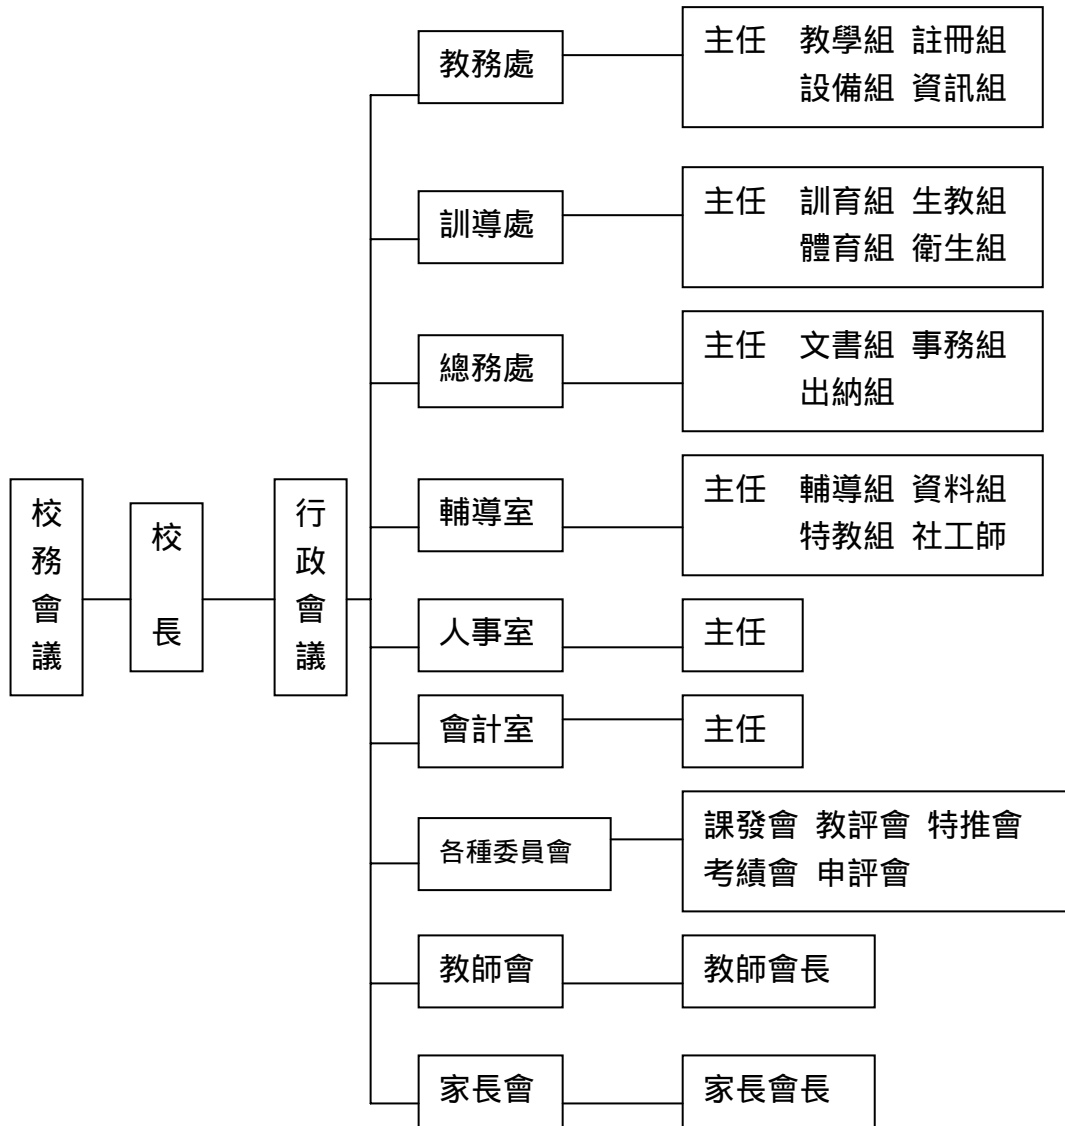 教務處
主任 教學組 註冊組
設備組 資訊組
訓導處
主任 訓育組 生教組
體育組 衛生組
總務處
主任 文書組 事務組
出納組
校務會議
校長
行政會議
輔導室
主任 輔導組 資料組
特教組 社工師
人事室
主任
會計室
主任
各種委員會
課發會 教評會 特推會
考績會 申評會
教師會
教師會長
家長會
家長會長